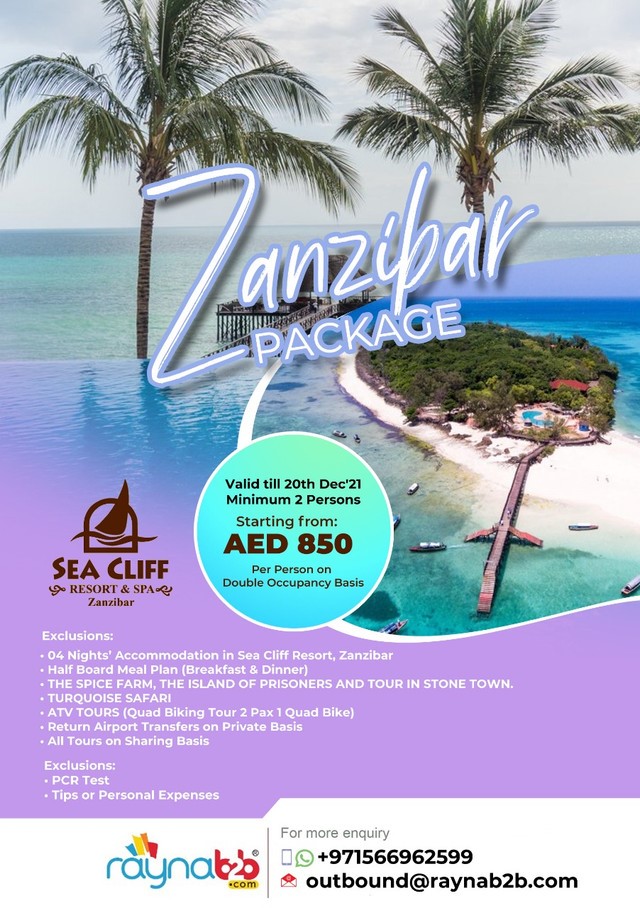 Zanzibar
PACKAGE
Valid till 20th Dec'21
Minimum 2 Persons
Starting from:
AED 850
Per Person on
Double Occupancy Basis
SEA CLIFF
RESORT & SPA
Zanzibar
Exclusions:
• 04 Nights' Accommodation in Sea Cliff Resort, Zanzibar
• Half Board Meal Plan (Breakfast & Dinner)
• THE SPICE FARM, THE ISLAND OF PRISONERS AND TOUR IN STONE TOWN.
• TURQUOISE SAFARI
• ATV TOURS (Quad Biking Tour 2 Pax 1 Quad Bike)
• Return Airport Transfers on Private Basis
• All Tours on Sharing Basis
Exclusions:
• PCR Test
• Tips or Personal Expenses
raynab2b®
.com
For more enquiry
+971566962599
outbound@raynab2b.com